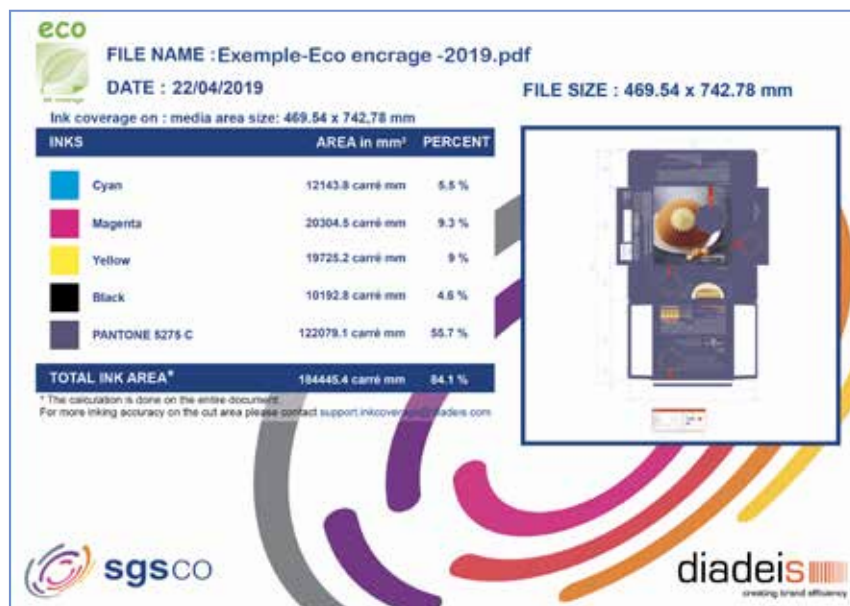 eco
FILE NAME : Exemple-Eco encrage -2019.pdf
DATE : 22/04/2019
FILE SIZE : 469.54 x 742.78 mm
Ink coverage on : media area size: 469.54 x 742,78 mm
INKS AREA in mm² PERCENT
Cyan 12143.8 carré mm 5.5 %
Magenta 20304.5 carré mm 9.3 %
Yellow 19725.2 carré mm 9 %
Black 10192.8 carré mm 4.6 %
PANTONE 5275 C 122079.1 carré mm 55.7 %
TOTAL INK AREA* 184445.4 carré mm 84.1 %
* The calculation is done on the entire document.
For more inking accuracy on the cut area please contact support.inkcoverage@diadeis.com
sgsco
diadeis
creating brand efficiency